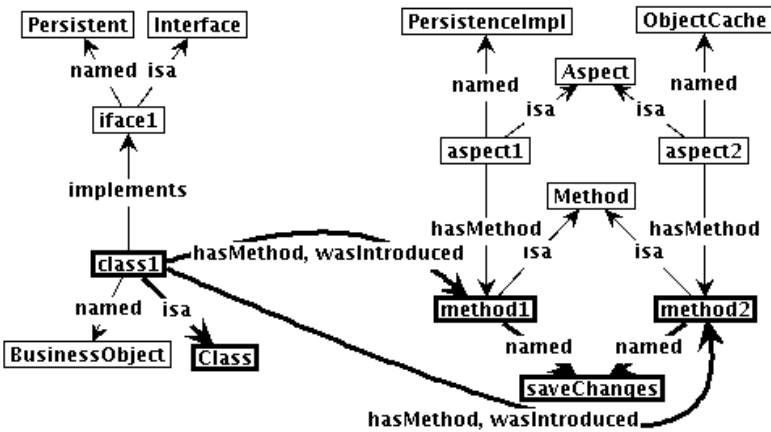 Persistent Interface PersistenceImpl ObjectCache
named isa named Aspect named
iface1 isa isa
aspect1 aspect2
implements Method
hasMethod hasMethod
class1 hasMethod, wasIntroduced isa isa
named isa method1 method2
BusinessObject Class named named
saveChanges
hasMethod, wasIntroduced